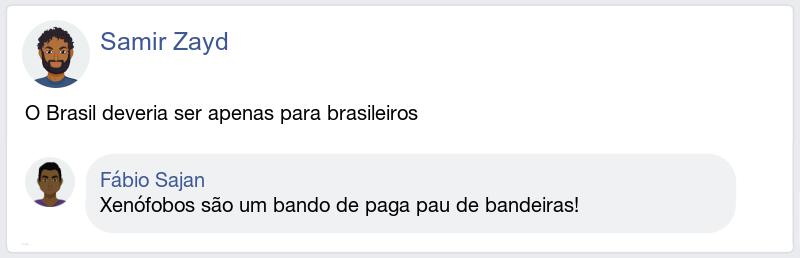 Samir Zayd
O Brasil deveria ser apenas para brasileiros
Fábio Sajan
Xenófobos são um bando de paga pau de bandeiras!